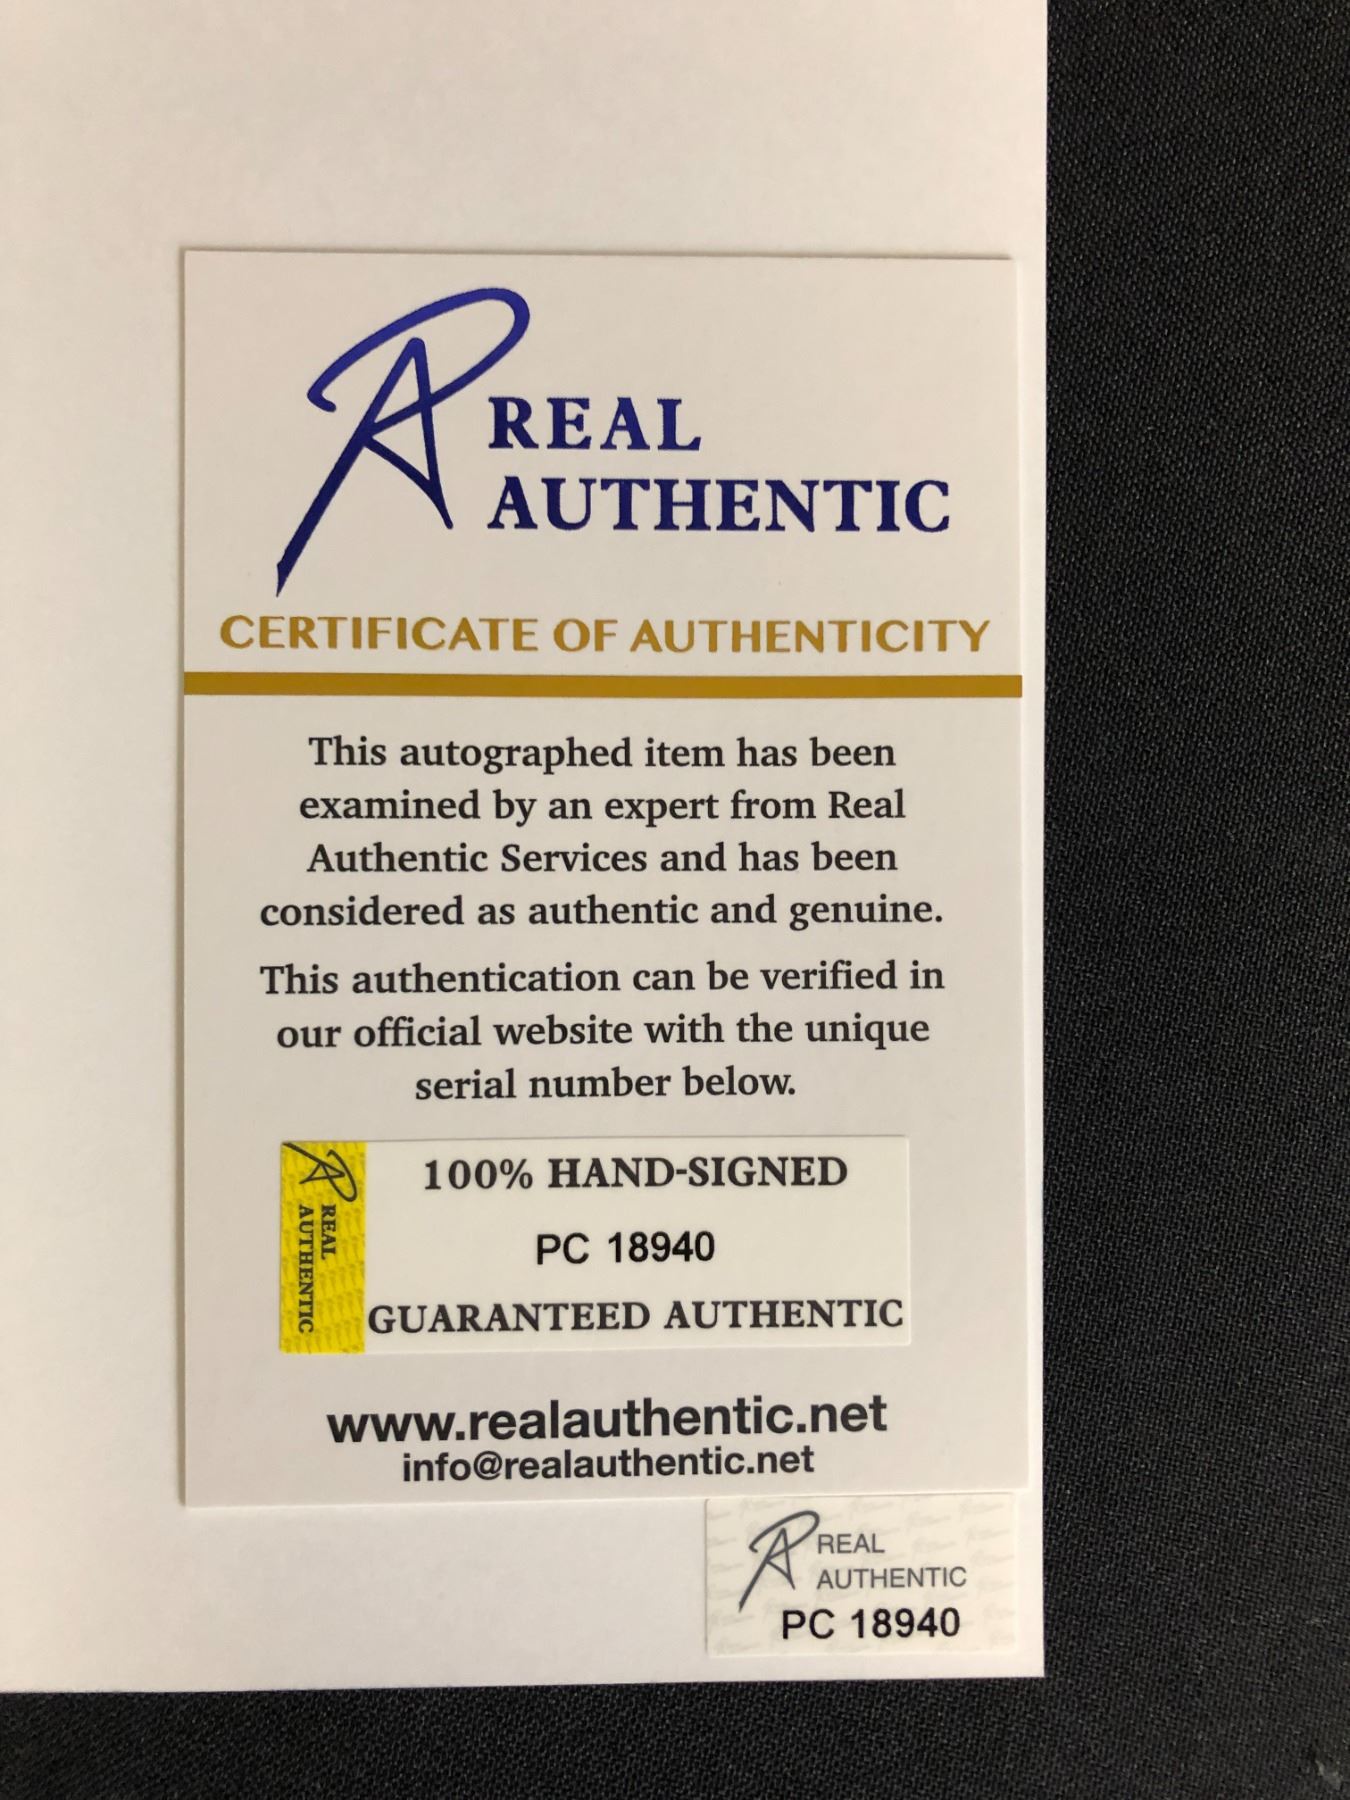 REAL
AUTHENTIC
CERTIFICATE OF AUTHENTICITY
This autographed item has been
examined by an expert from Real
Authentic Services and has been
considered as authentic and genuine.
This authentication can be verified in
our official website with the unique
serial number below.
REAL
AUTHENTIC
100% HAND-SIGNED
PC 18940
GUARANTEED AUTHENTIC
www.realauthentic.net
info@realauthentic.net
REAL
AUTHENTIC
PC 18940